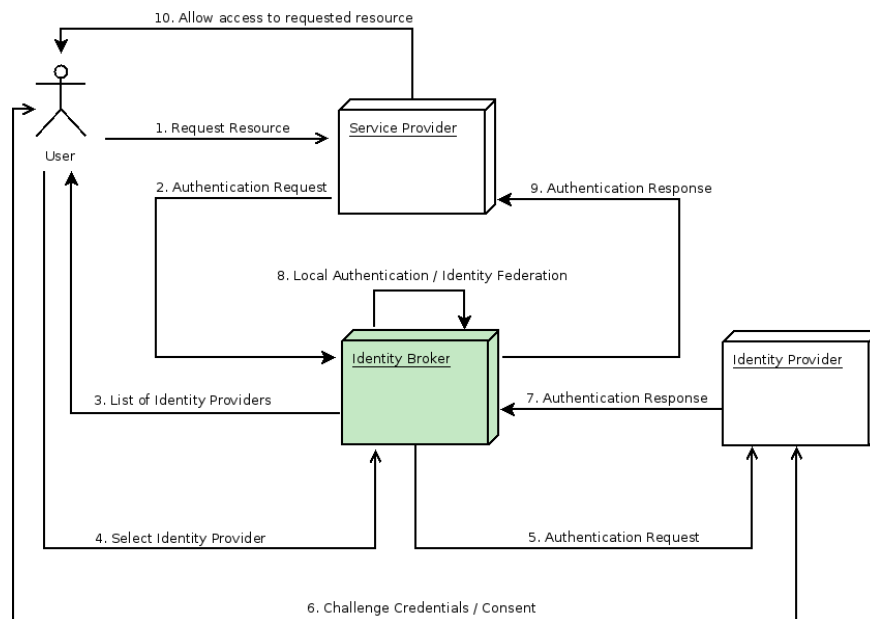 10. Allow access to requested resource
1. Request Resource
Service Provider
User
2. Authentication Request
9. Authentication Response
8. Local Authentication / Identity Federation
Identity Broker
Identity Provider
3. List of Identity Providers
7. Authentication Response
4. Select Identity Provider
5. Authentication Request
6. Challenge Credentials / Consent